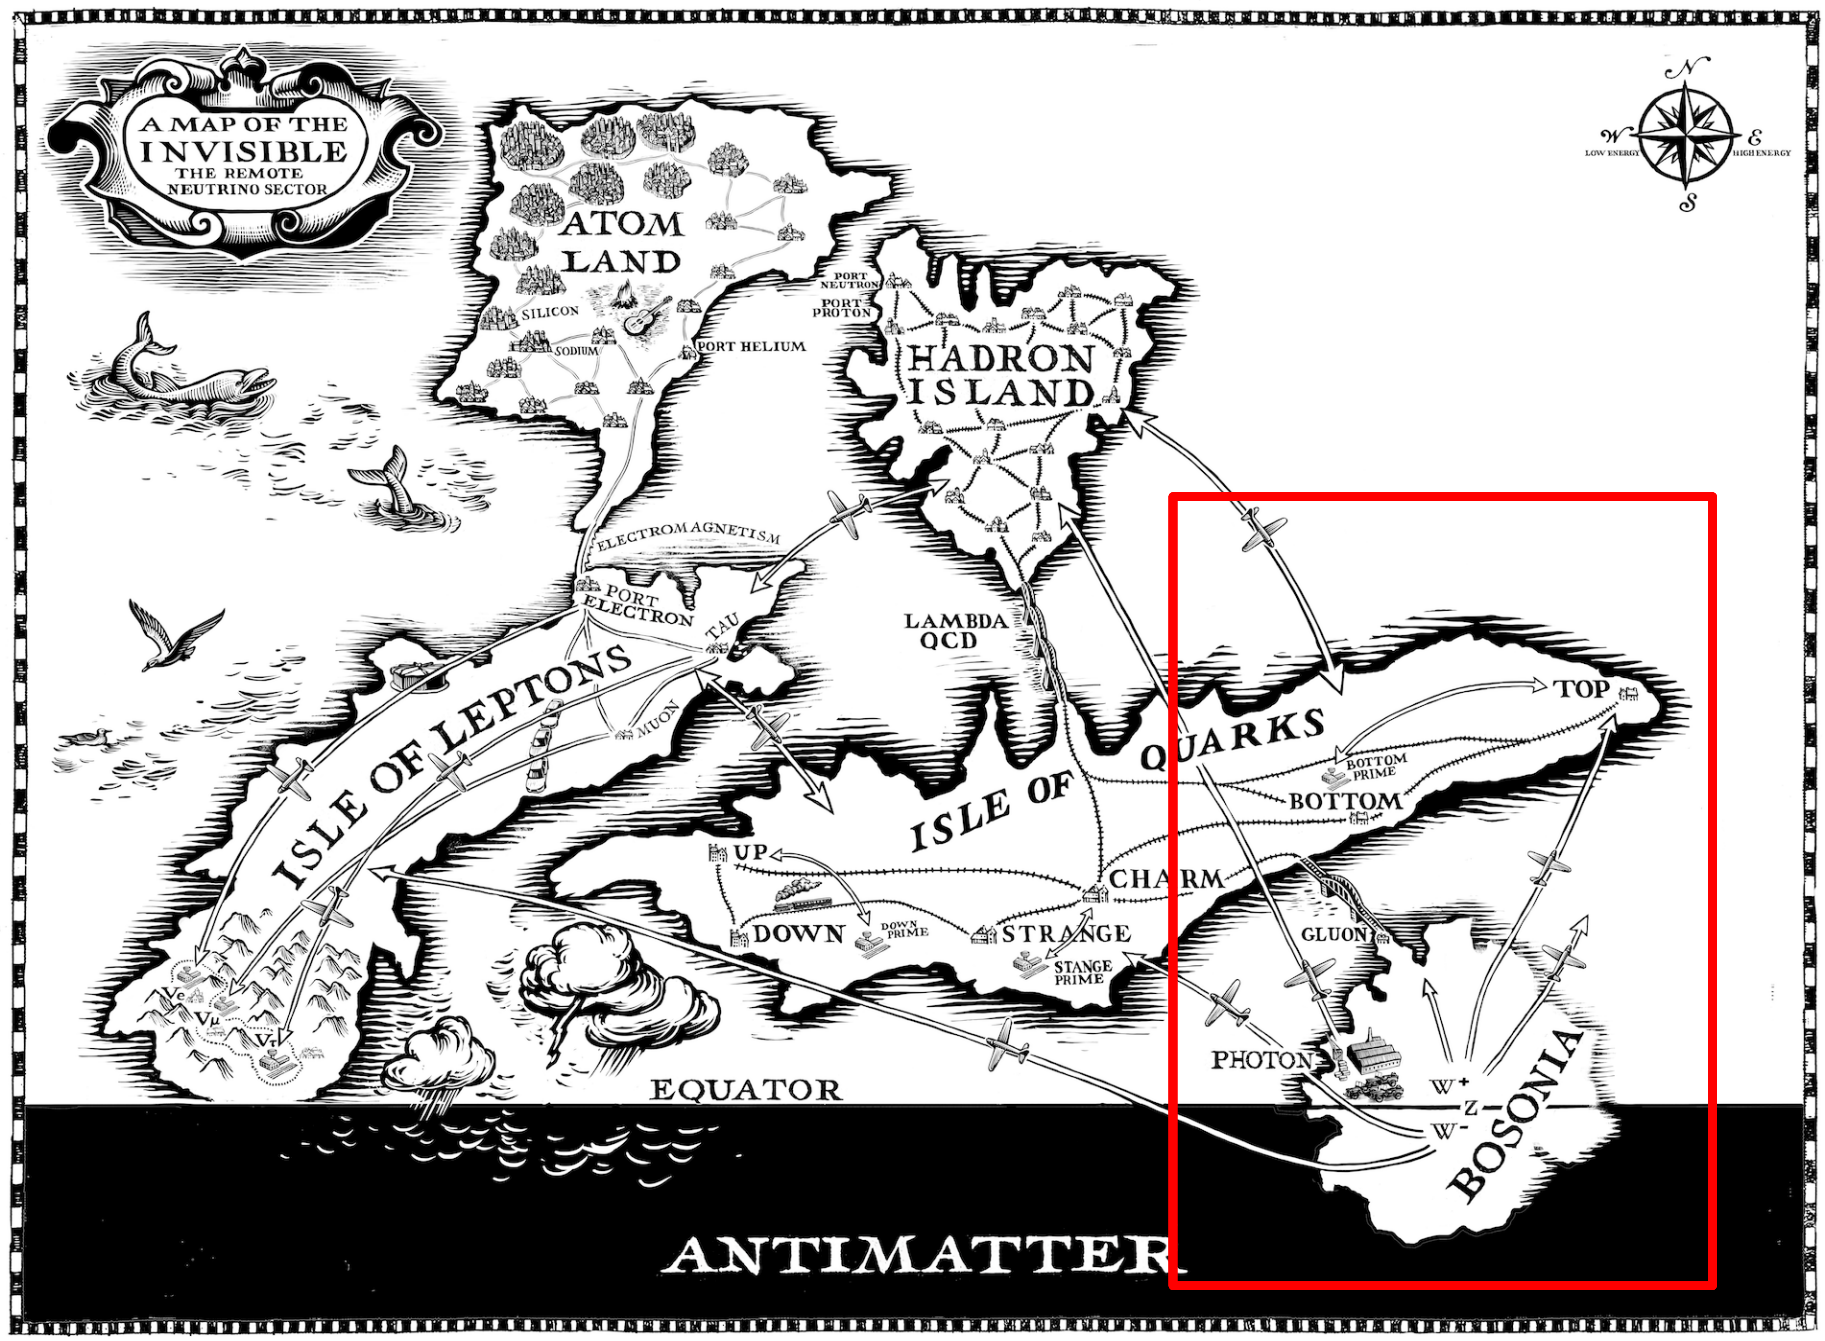 A MAP OF THE
INVISIBLE
THE REMOTE
NEUTRINO SECTOR
N
W
LOW ENERGY
E
HIGH ENERGY
S
ATOM
LAND
SILICON
SODIUM
PORT HELIUM
PORT
NEUTRON
PORT
PROTON
HADRON
ISLAND
ELECTROMAGNETISM
PORT
ELECTRON
TAU
MUON
ISLE OF LEPTONS
LAMBDA
QCD
ISLE OF QUARKS
TOP
BOTTOM
PRIME
BOTTOM
UP
CHARM
DOWN
DOWN
PRIME
STRANGE
STANGE
PRIME
GLUON
Ve
Vμ
Vτ
PHOTON
W+
Z
W-
BOSONIA
EQUATOR
ANTIMATTER